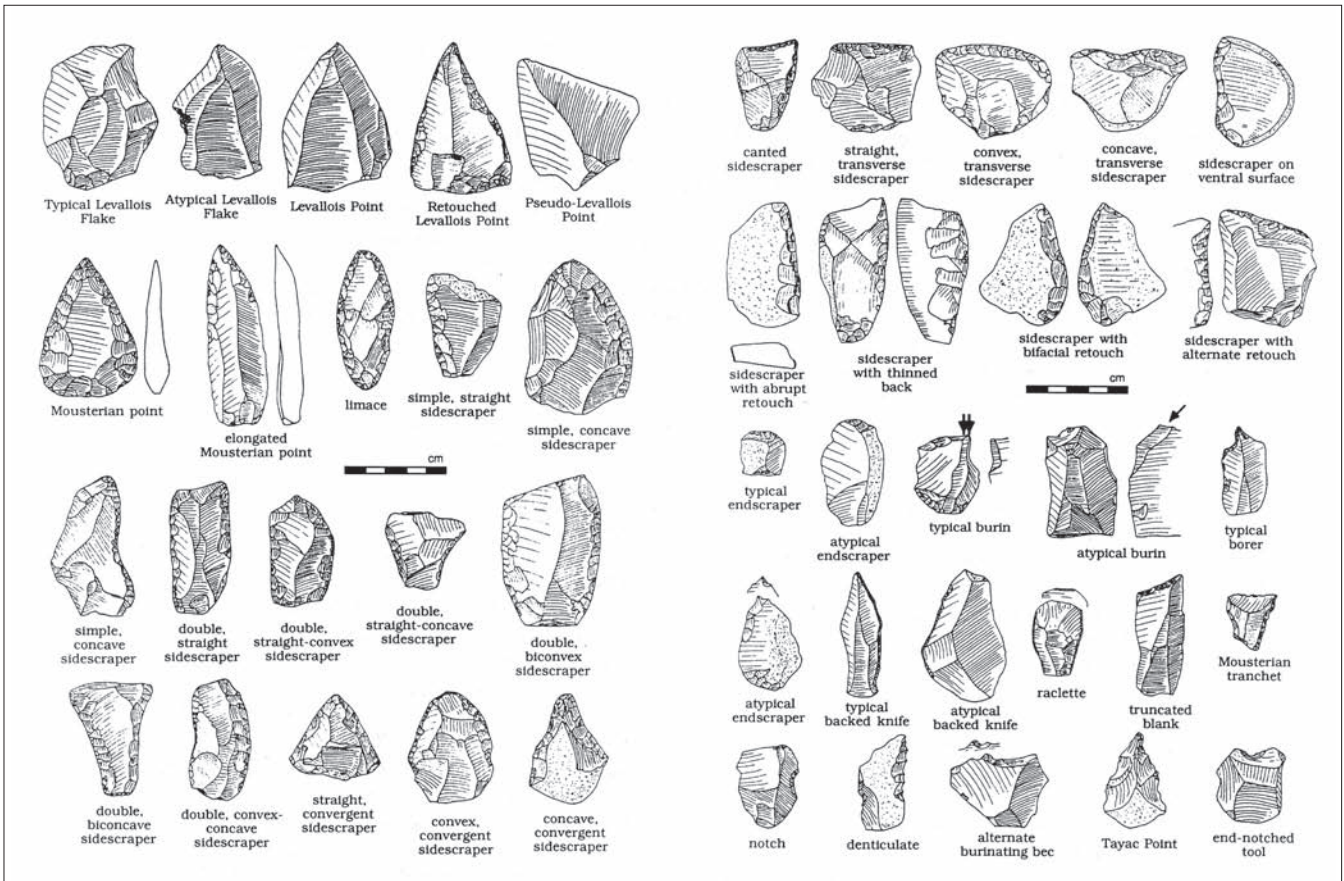 Typical Levallois
Flake
Atypical Levallois
Flake
Levallois Point
Retouched
Levallois Point
Pseudo-Levallois
Point
Mousterian point
elongated
Mousterian point
limace
simple, straight
sidescraper
simple, concave
sidescraper
cm
simple,
concave
sidescraper
double,
straight
sidescraper
double,
straight-convex
sidescraper
double,
straight-concave
sidescraper
double,
biconvex
sidescraper
double,
biconcave
sidescraper
double, convex-
concave
sidescraper
straight,
convergent
sidescraper
convex,
convergent
sidescraper
concave,
convergent
sidescraper
canted
sidescraper
straight,
transverse
sidescraper
convex,
transverse
sidescraper
concave,
transverse
sidescraper
sidescraper on
ventral surface
sidescraper
with abrupt
retouch
sidescraper
with thinned
back
sidescraper with
bifacial retouch
sidescraper with
alternate retouch
cm
typical
endscraper
atypical
endscraper
typical burin
atypical burin
typical
borer
atypical
endscraper
typical
backed knife
atypical
backed knife
raclette
truncated
blank
Mousterian
tranchet
notch
denticulate
alternate
burinating bec
Tayac Point
end-notched
tool